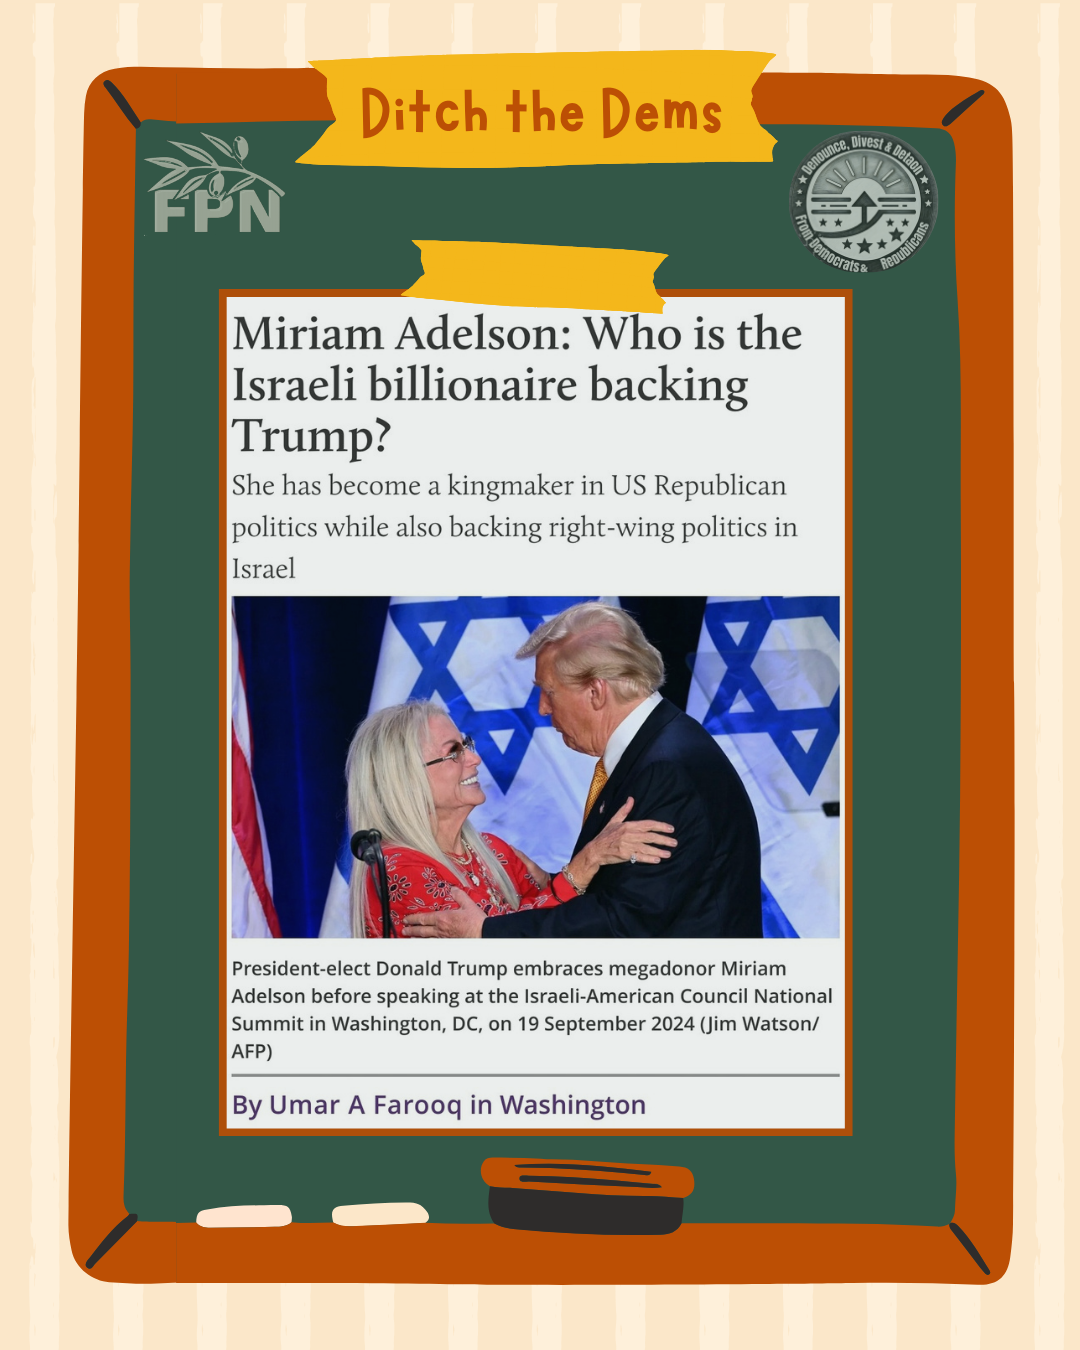 Ditch the Dems
FPN
Denounce, Divest & Detach
From Democrats & Republicans
Miriam Adelson: Who is the
Israeli billionaire backing
Trump?
She has become a kingmaker in US Republican
politics while also backing right-wing politics in
Israel
President-elect Donald Trump embraces megadonor Miriam
Adelson before speaking at the Israeli-American Council National
Summit in Washington, DC, on 19 September 2024 (Jim Watson/
AFP)
By Umar A Farooq in Washington